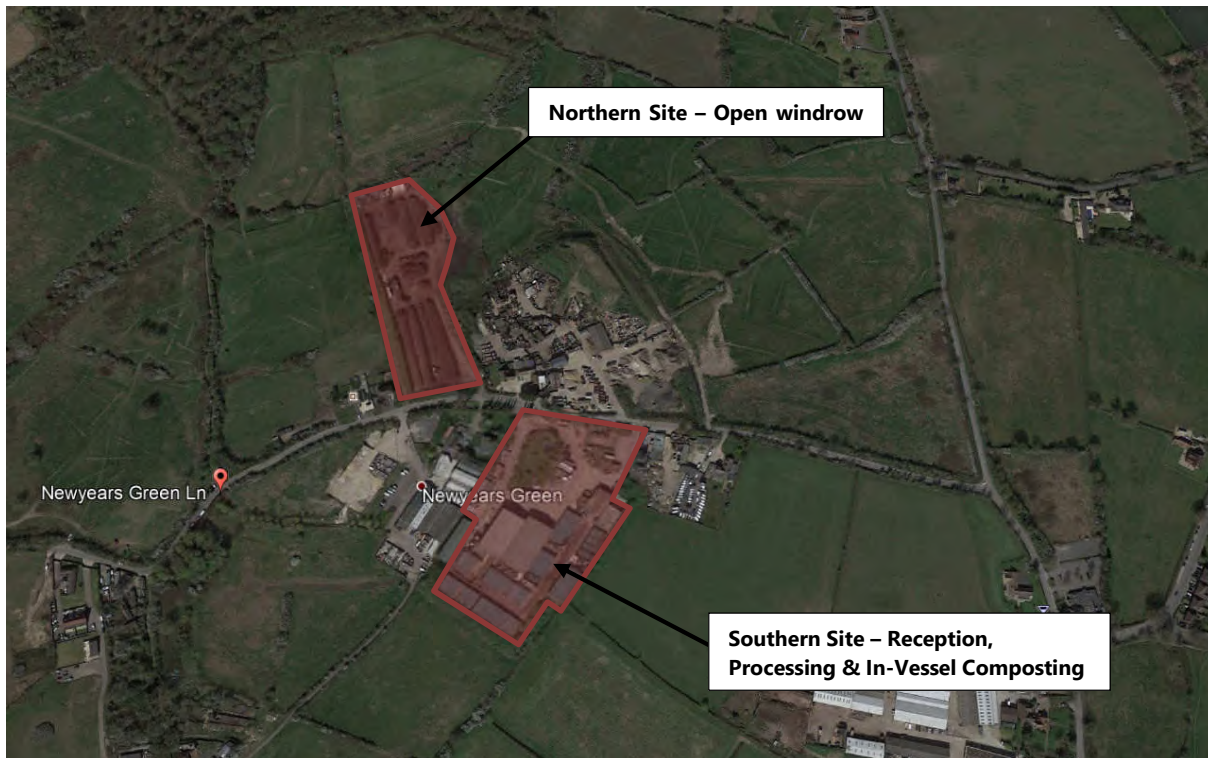 Northern Site – Open windrow
Newyears Green Ln
Newyears Green
Southern Site – Reception,
Processing & In-Vessel Composting